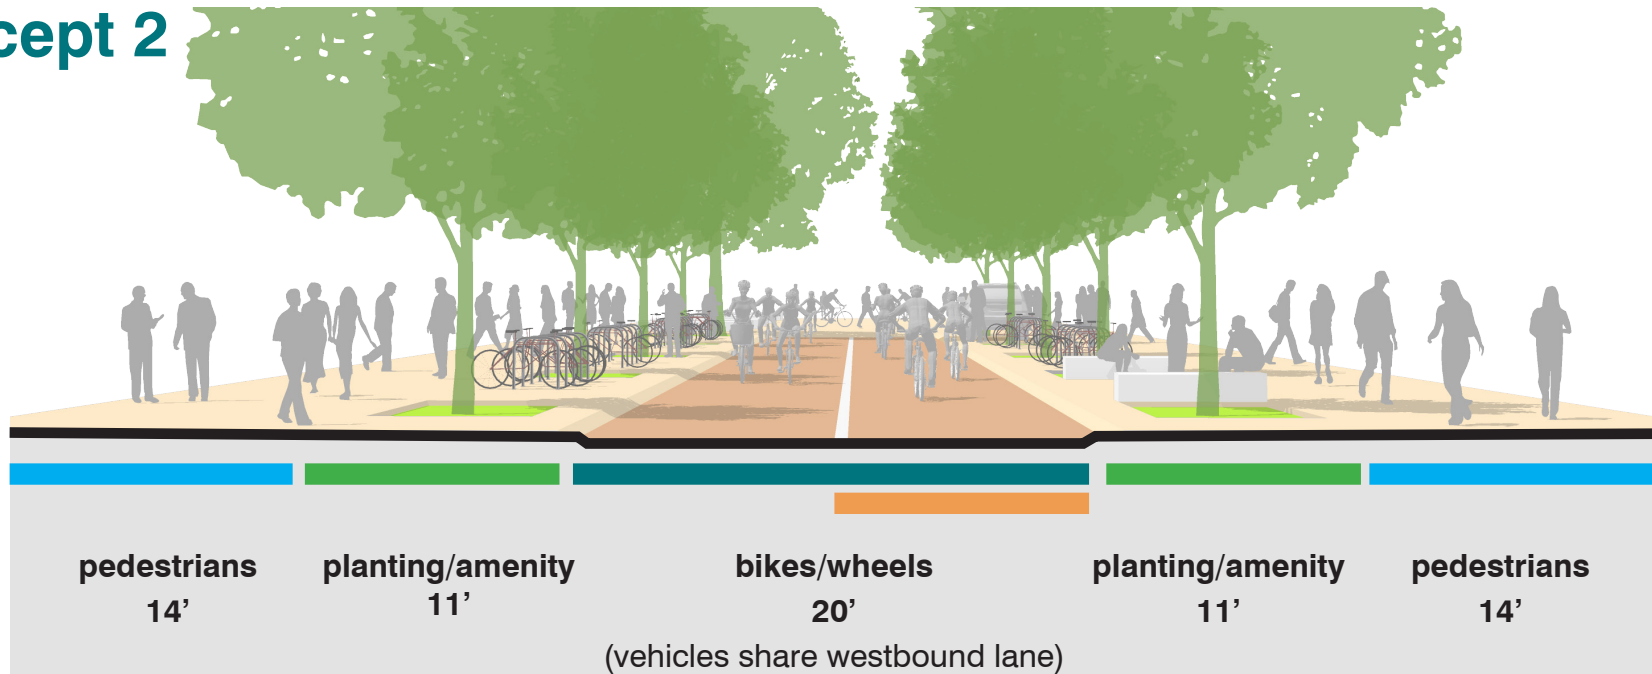 cept 2
pedestrians planting/amenity bikes/wheels planting/amenity pedestrians
14’ 11’ 20’ 11’ 14’
(vehicles share westbound lane)